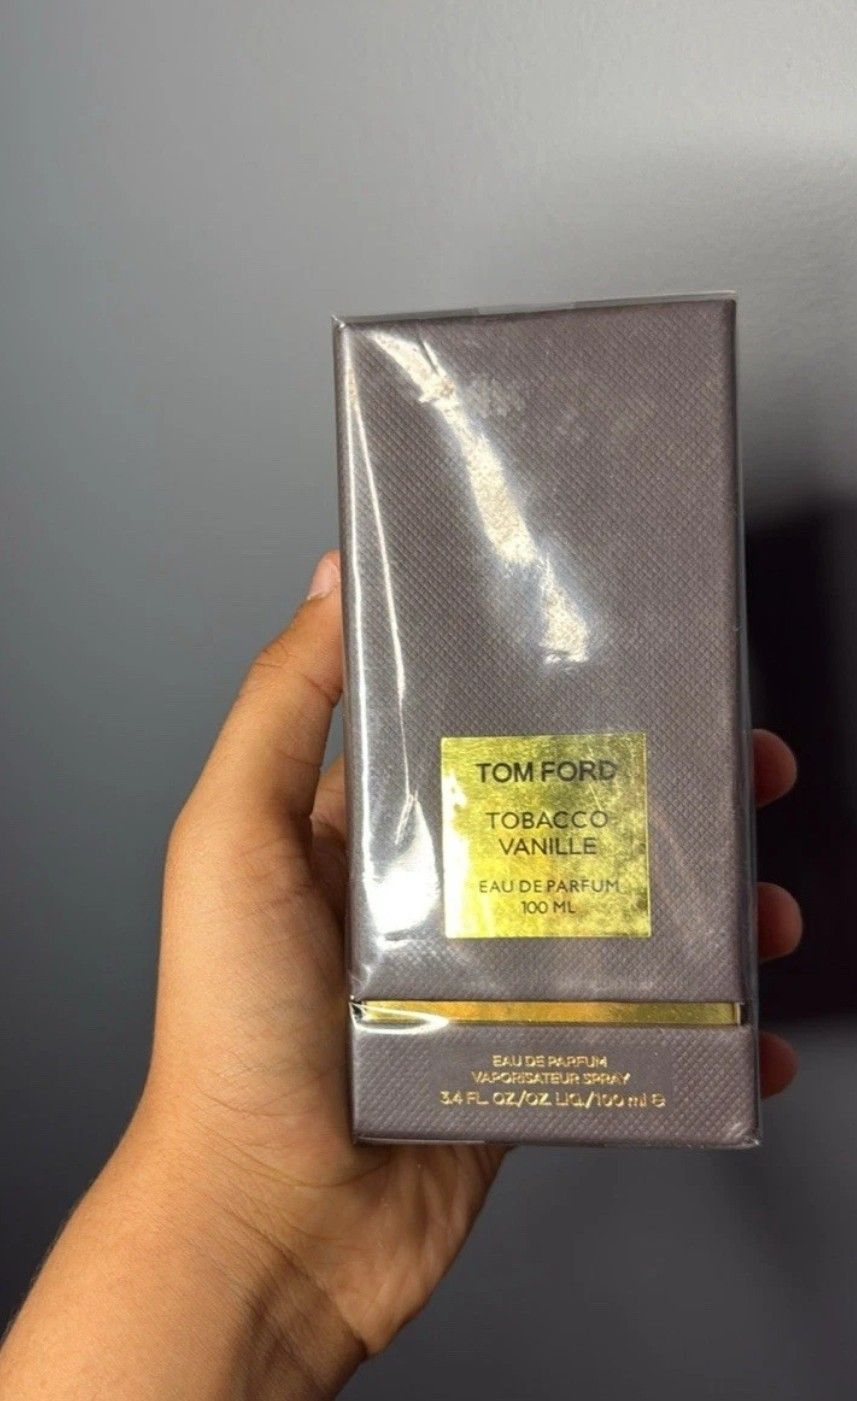 TOM FORD
TOBACCO
VANILLE
EAU DE PARFUM
100 ML
EAU DE PARFUM
VAPORISATEUR SPRAY
3.4 FL. OZ./OZ. LIQ./100 ml ℮